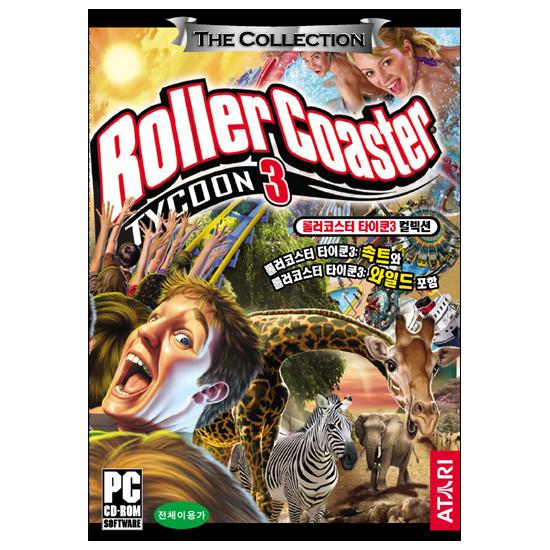 THE COLLECTION
RollerCoaster
TYCOON 3
롤러코스터 타이쿤3 컬렉션
롤러코스터 타이쿤3: 속트와
롤러코스터 타이쿤3: 와일드 포함
PC
CD-ROM
SOFTWARE
전체이용가
ATARI